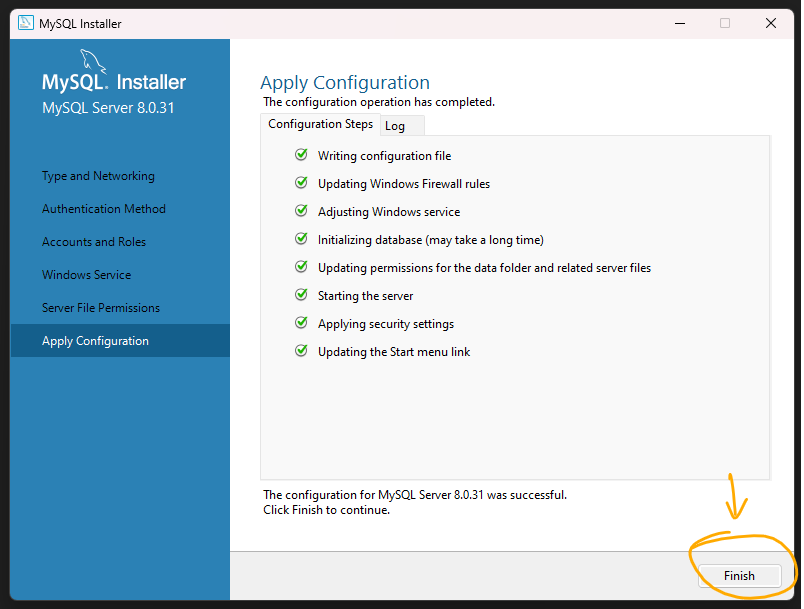 MySQL Installer
MySQL. Installer
MySQL Server 8.0.31
Type and Networking
Authentication Method
Accounts and Roles
Windows Service
Server File Permissions
Apply Configuration
Apply Configuration
The configuration operation has completed.
Configuration Steps Log
Writing configuration file
Updating Windows Firewall rules
Adjusting Windows service
Initializing database (may take a long time)
Updating permissions for the data folder and related server files
Starting the server
Applying security settings
Updating the Start menu link
The configuration for MySQL Server 8.0.31 was successful.
Click Finish to continue.
Finish